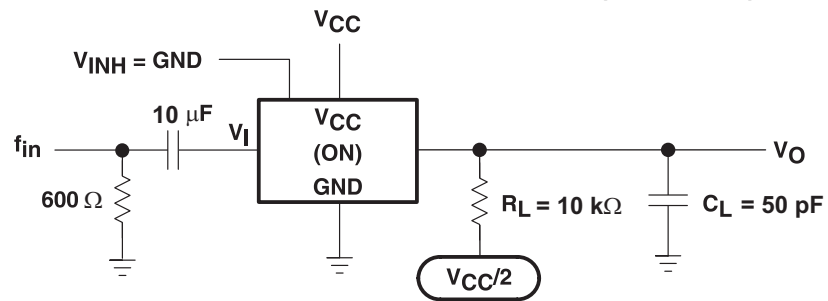 VCC
VINH = GND
10 μF
VI
VCC
(ON)
GND
fin
VO
600 Ω
RL = 10 kΩ
CL = 50 pF
VCC/2